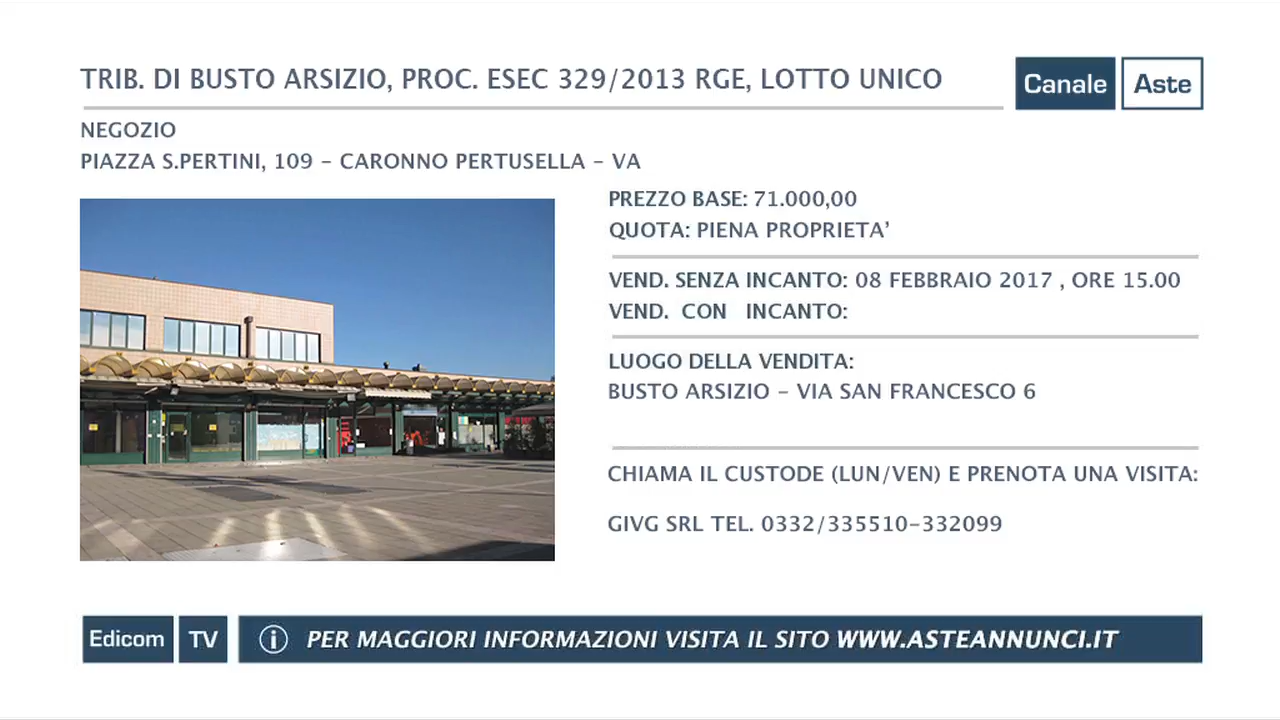 TRIB. DI BUSTO ARSIZIO, PROC. ESEC 329/2013 RGE, LOTTO UNICO
Canale Aste
NEGOZIO
PIAZZA S.PERTINI, 109 - CARONNO PERTUSELLA - VA
PREZZO BASE: 71.000,00
QUOTA: PIENA PROPRIETA’
VEND. SENZA INCANTO: 08 FEBBRAIO 2017 , ORE 15.00
VEND. CON INCANTO:
LUOGO DELLA VENDITA:
BUSTO ARSIZIO - VIA SAN FRANCESCO 6
CHIAMA IL CUSTODE (LUN/VEN) E PRENOTA UNA VISITA:
GIVG SRL TEL. 0332/335510-332099
Edicom TV
PER MAGGIORI INFORMAZIONI VISITA IL SITO WWW.ASTEANNUNCI.IT